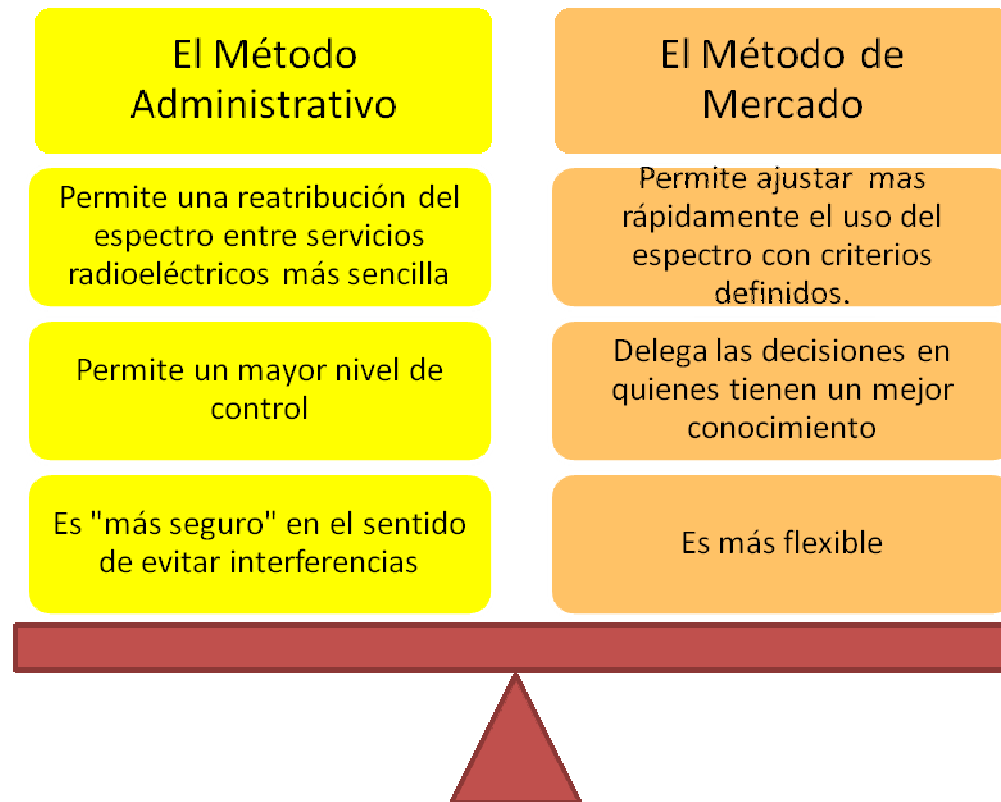 El Método
Administrativo
Permite una reatribución del
espectro entre servicios
radioeléctricos más sencilla
Permite un mayor nivel de
control
Es "más seguro" en el sentido
de evitar interferencias
El Método de
Mercado
Permite ajustar mas
rápidamente el uso del
espectro con criterios
definidos.
Delega las decisiones en
quienes tienen un mejor
conocimiento
Es más flexible